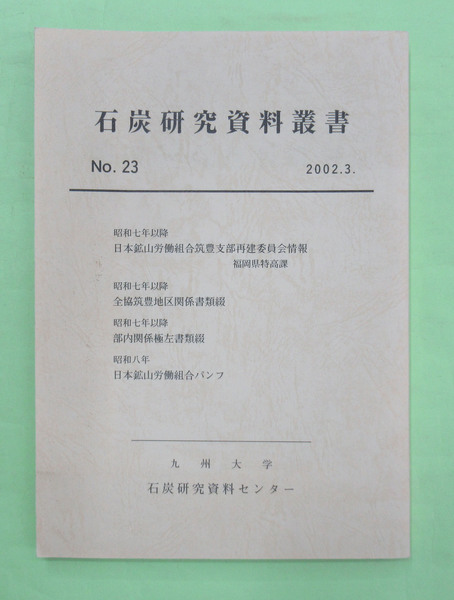 石炭研究資料叢書
No. 23 2002.3.
昭和七年以降
日本鉱山労働組合筑豊支部再建委員会情報
福岡県特高課
昭和七年以降
全協筑豊地区関係書類綴
昭和七年以降
部内関係極左書類綴
昭和八年
日本鉱山労働組合パンフ
九州大学
石炭研究資料センター